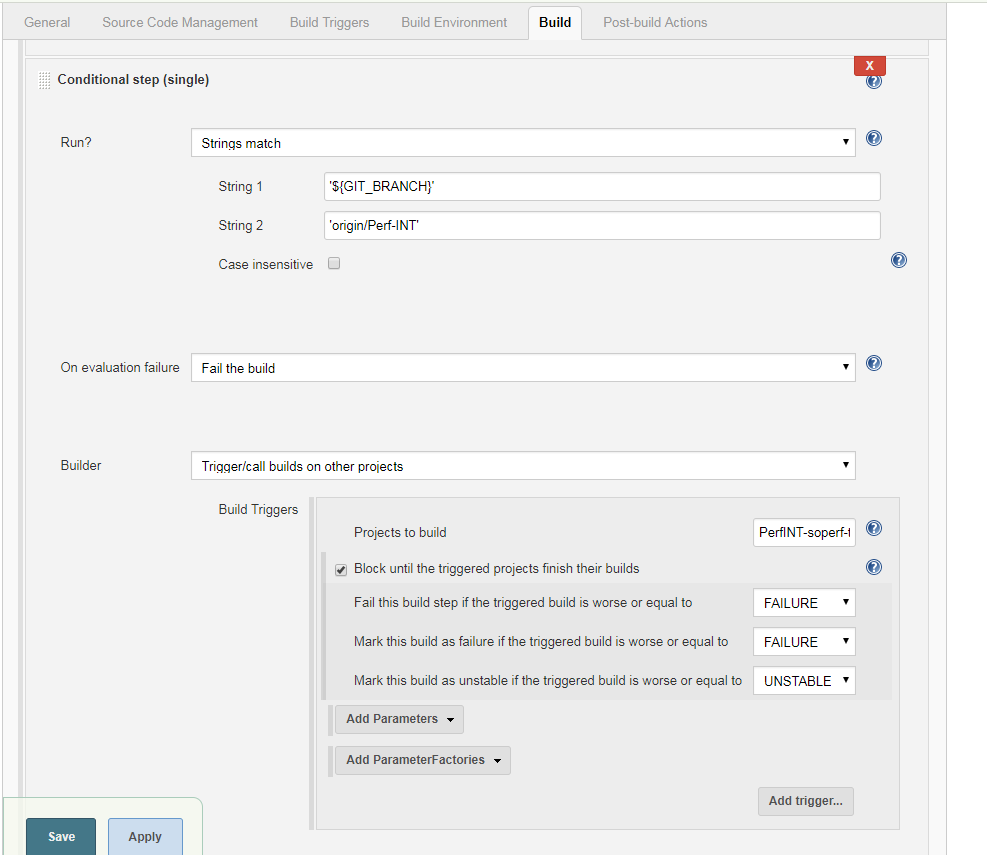 General Source Code Management Build Triggers Build Environment Build Post-build Actions
X
Conditional step (single)
?
Run? Strings match ?
String 1 '${GIT_BRANCH}'
String 2 'origin/Perf-INT'
Case insensitive ?
On evaluation failure Fail the build ?
Builder Trigger/call builds on other projects
Build Triggers
Projects to build PerfINT-soperf-t ?
Block until the triggered projects finish their builds ?
Fail this build step if the triggered build is worse or equal to FAILURE
Mark this build as failure if the triggered build is worse or equal to FAILURE
Mark this build as unstable if the triggered build is worse or equal to UNSTABLE
Add Parameters
Add ParameterFactories
Add trigger...
Save Apply